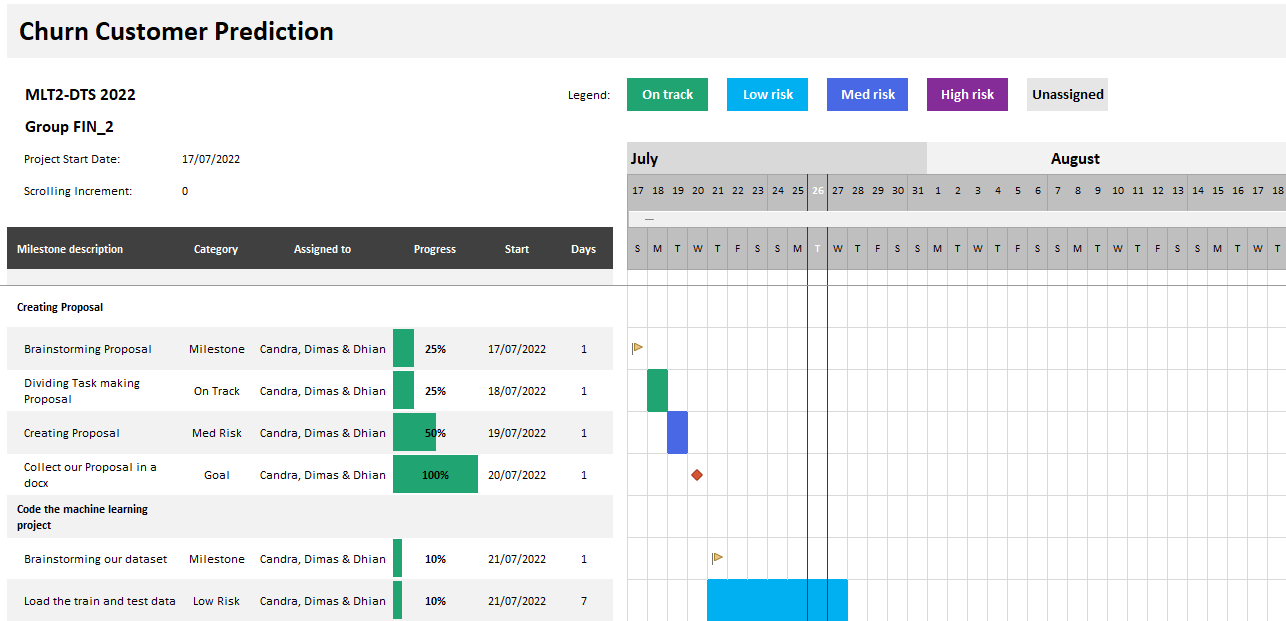 Churn Customer Prediction
MLT2-DTS 2022
Legend: On track Low risk Med risk High risk Unassigned
Group FIN_2
Project Start Date: 17/07/2022
July August
Scrolling Increment: 0
17 18 19 20 21 22 23 24 25 26 27 28 29 30 31 1 2 3 4 5 6 7 8 9 10 11 12 13 14 15 16 17 18
Milestone description Category Assigned to Progress Start Days
S M T W T F S S M T W T F S S M T W T F S S M T W T F S S M T W T
Creating Proposal
Brainstorming Proposal Milestone Candra, Dimas & Dhian 25% 17/07/2022 1
Dividing Task making
Proposal On Track Candra, Dimas & Dhian 25% 18/07/2022 1
Creating Proposal Med Risk Candra, Dimas & Dhian 50% 19/07/2022 1
Collect our Proposal in a
docx Goal Candra, Dimas & Dhian 100% 20/07/2022 1
Code the machine learning
project
Brainstorming our dataset Milestone Candra, Dimas & Dhian 10% 21/07/2022 1
Load the train and test data Low Risk Candra, Dimas & Dhian 10% 21/07/2022 7